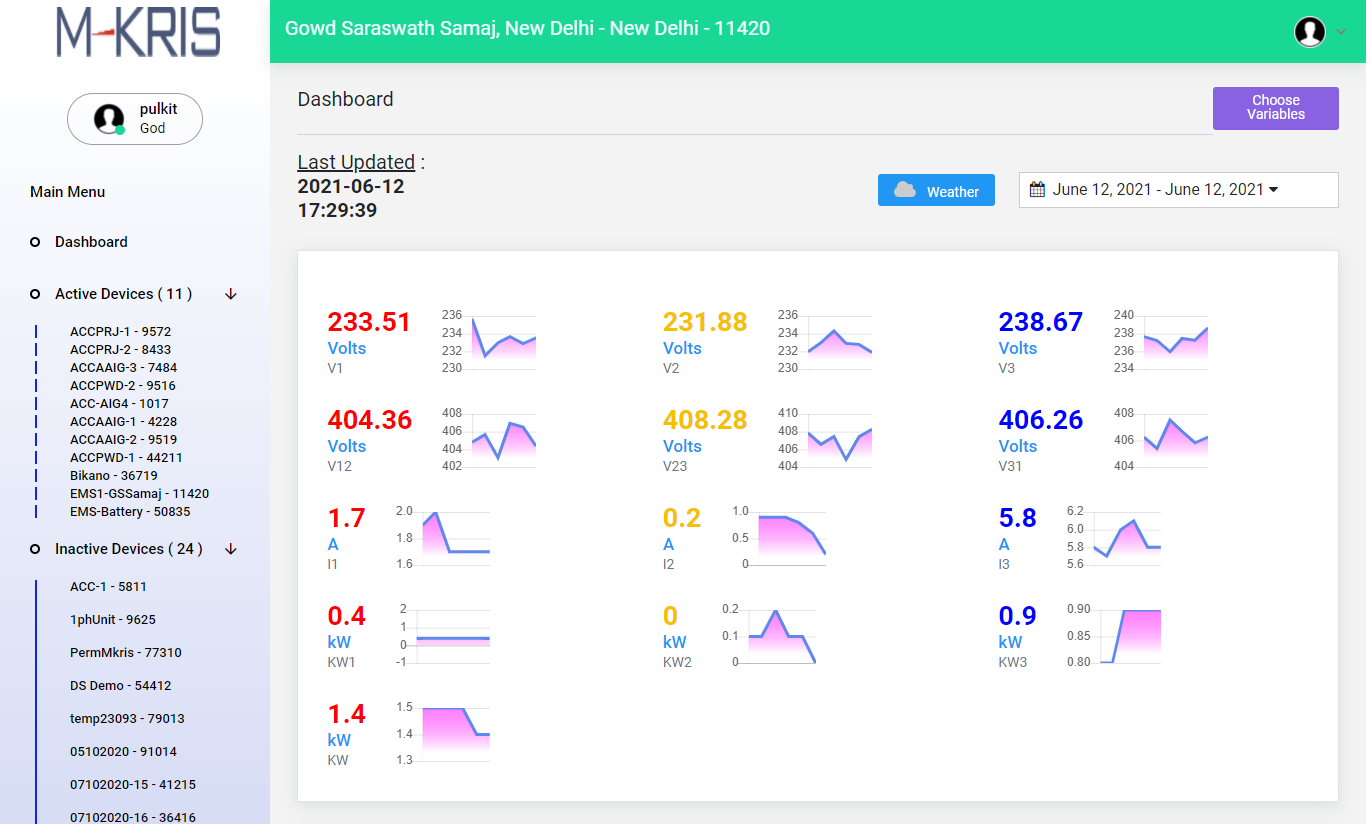 M-KRIS
pulkit
God
Main Menu
Dashboard
Active Devices ( 11 )
ACCPRJ-1 - 9572
ACCPRJ-2 - 8433
ACCAAIG-3 - 7484
ACCPWD-2 - 9516
ACC-AIG4 - 1017
ACCAAIG-1 - 4228
ACCAAIG-2 - 9519
ACCPWD-1 - 44211
Bikano - 36719
EMS1-GSSamaj - 11420
EMS-Battery - 50835
Inactive Devices ( 24 )
ACC-1 - 5811
1phUnit - 9625
PermMkris - 77310
DS Demo - 54412
temp23093 - 79013
05102020 - 91014
07102020-15 - 41215
07102020-16 - 36416
Gowd Saraswath Samaj, New Delhi - New Delhi - 11420
Dashboard
Choose
Variables
Last Updated :
2021-06-12
17:29:39
Weather
June 12, 2021 - June 12, 2021
233.51
Volts
V1
236
234
232
230
231.88
Volts
V2
236
234
232
230
238.67
Volts
V3
240
238
236
234
404.36
Volts
V12
408
406
404
402
408.28
Volts
V23
410
408
406
404
406.26
Volts
V31
408
406
404
1.7
A
I1
2.0
1.8
1.6
0.2
A
I2
1.0
0.5
0
5.8
A
I3
6.2
6.0
5.8
5.6
0.4
kW
KW1
2
1
0
-1
0
kW
KW2
0.2
0.1
0
0.9
kW
KW3
0.90
0.85
0.80
1.4
kW
KW
1.5
1.4
1.3